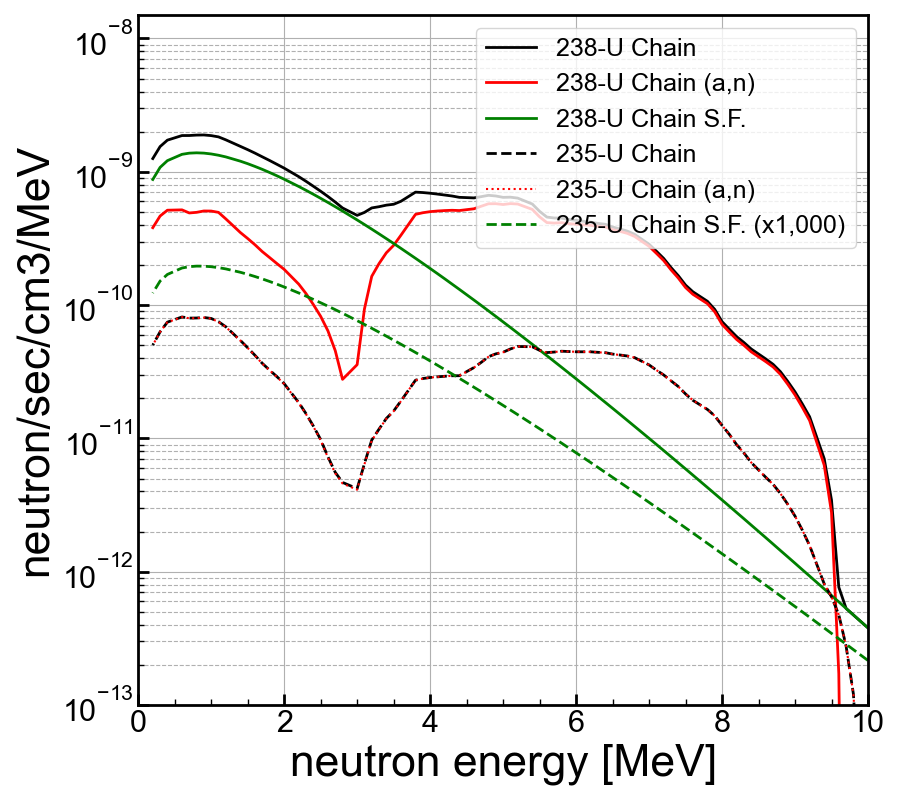 238-U Chain
238-U Chain (a,n)
238-U Chain S.F.
235-U Chain
235-U Chain (a,n)
235-U Chain S.F. (x1,000)
neutron/sec/cm3/MeV
10⁻⁸
10⁻⁹
10⁻¹⁰
10⁻¹¹
10⁻¹²
10⁻¹³
0 2 4 6 8 10
neutron energy [MeV]